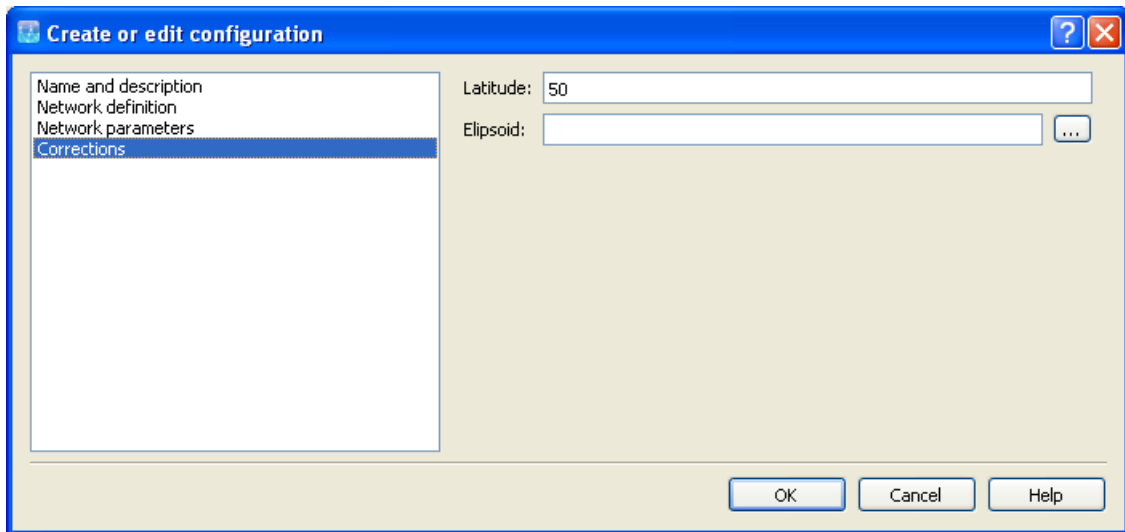 Create or edit configuration
Name and description
Network definition
Network parameters
Corrections
Latitude: 50
Elipsoid: ...
OK Cancel Help